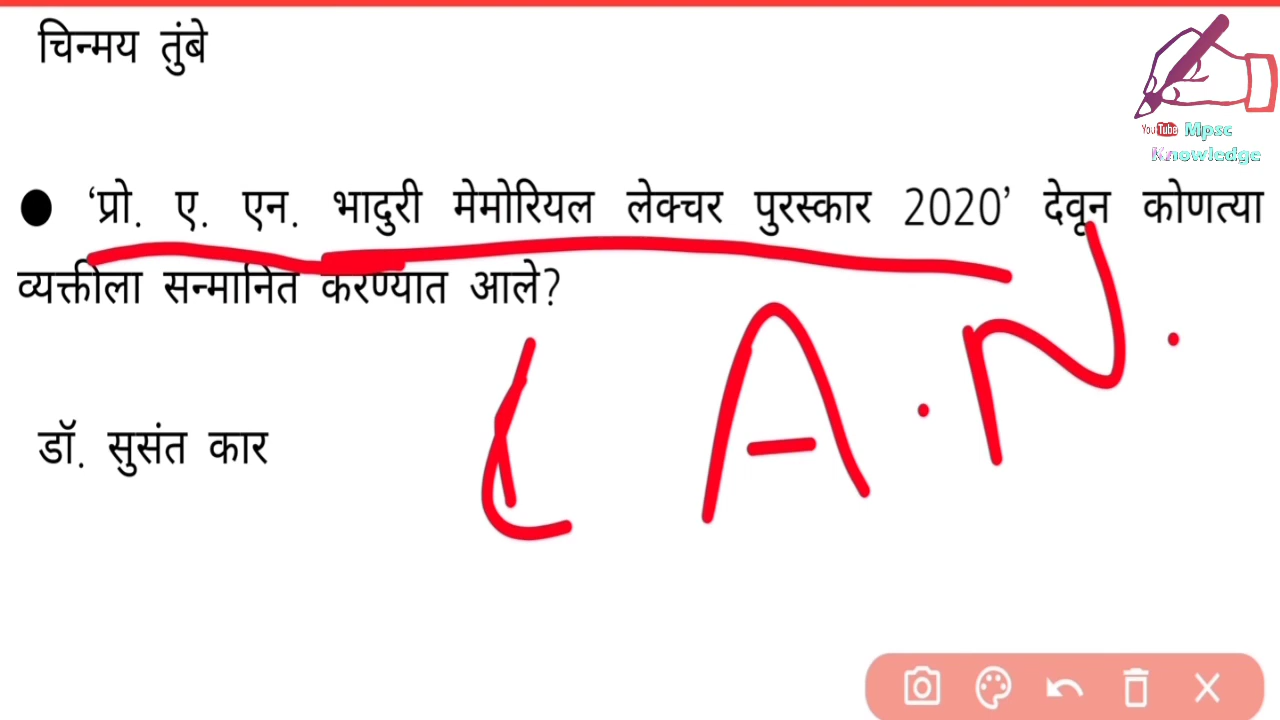 चिन्मय तुंबे
YouTube Mpsc
Knowledge
● ‘प्रो. ए. एन. भादुरी मेमोरियल लेक्चर पुरस्कार 2020’ देवून कोणत्या
व्यक्तीला सन्मानित करण्यात आले?
A. N.
डॉ. सुसंत कार